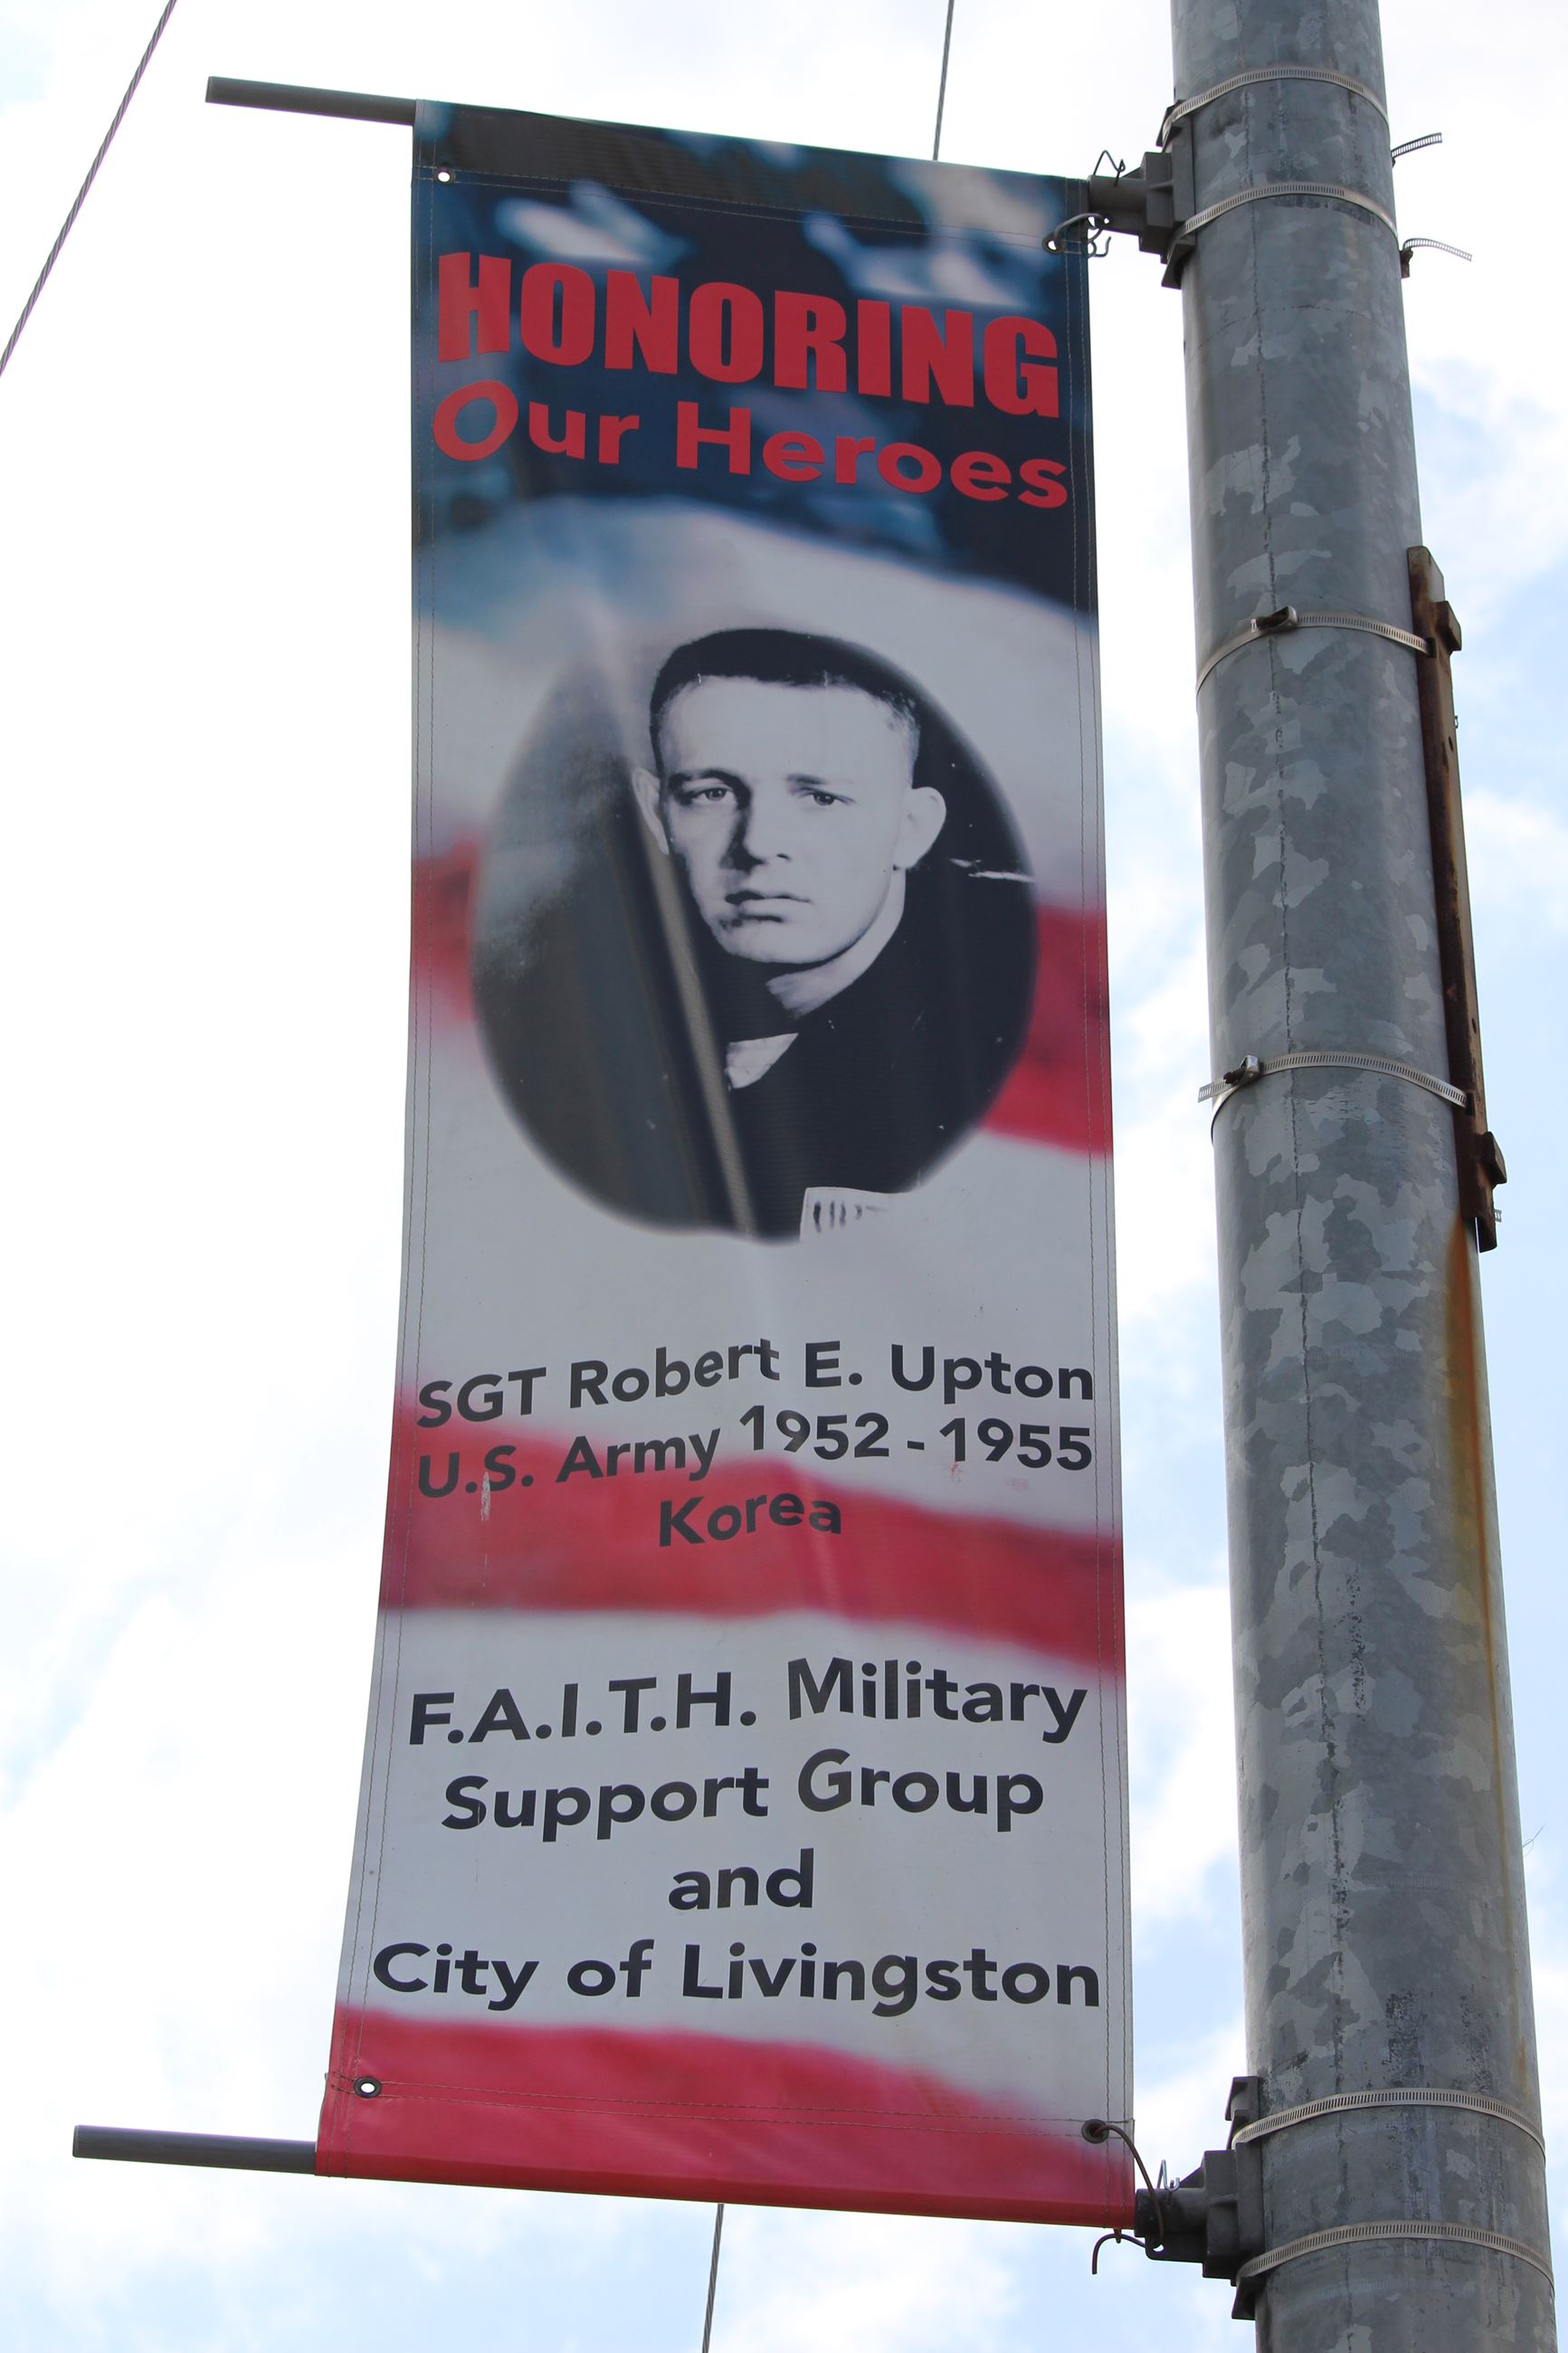 HONORING
Our Heroes
SGT Robert E. Upton
U.S. Army 1952 - 1955
Korea
F.A.I.T.H. Military
Support Group
and
City of Livingston